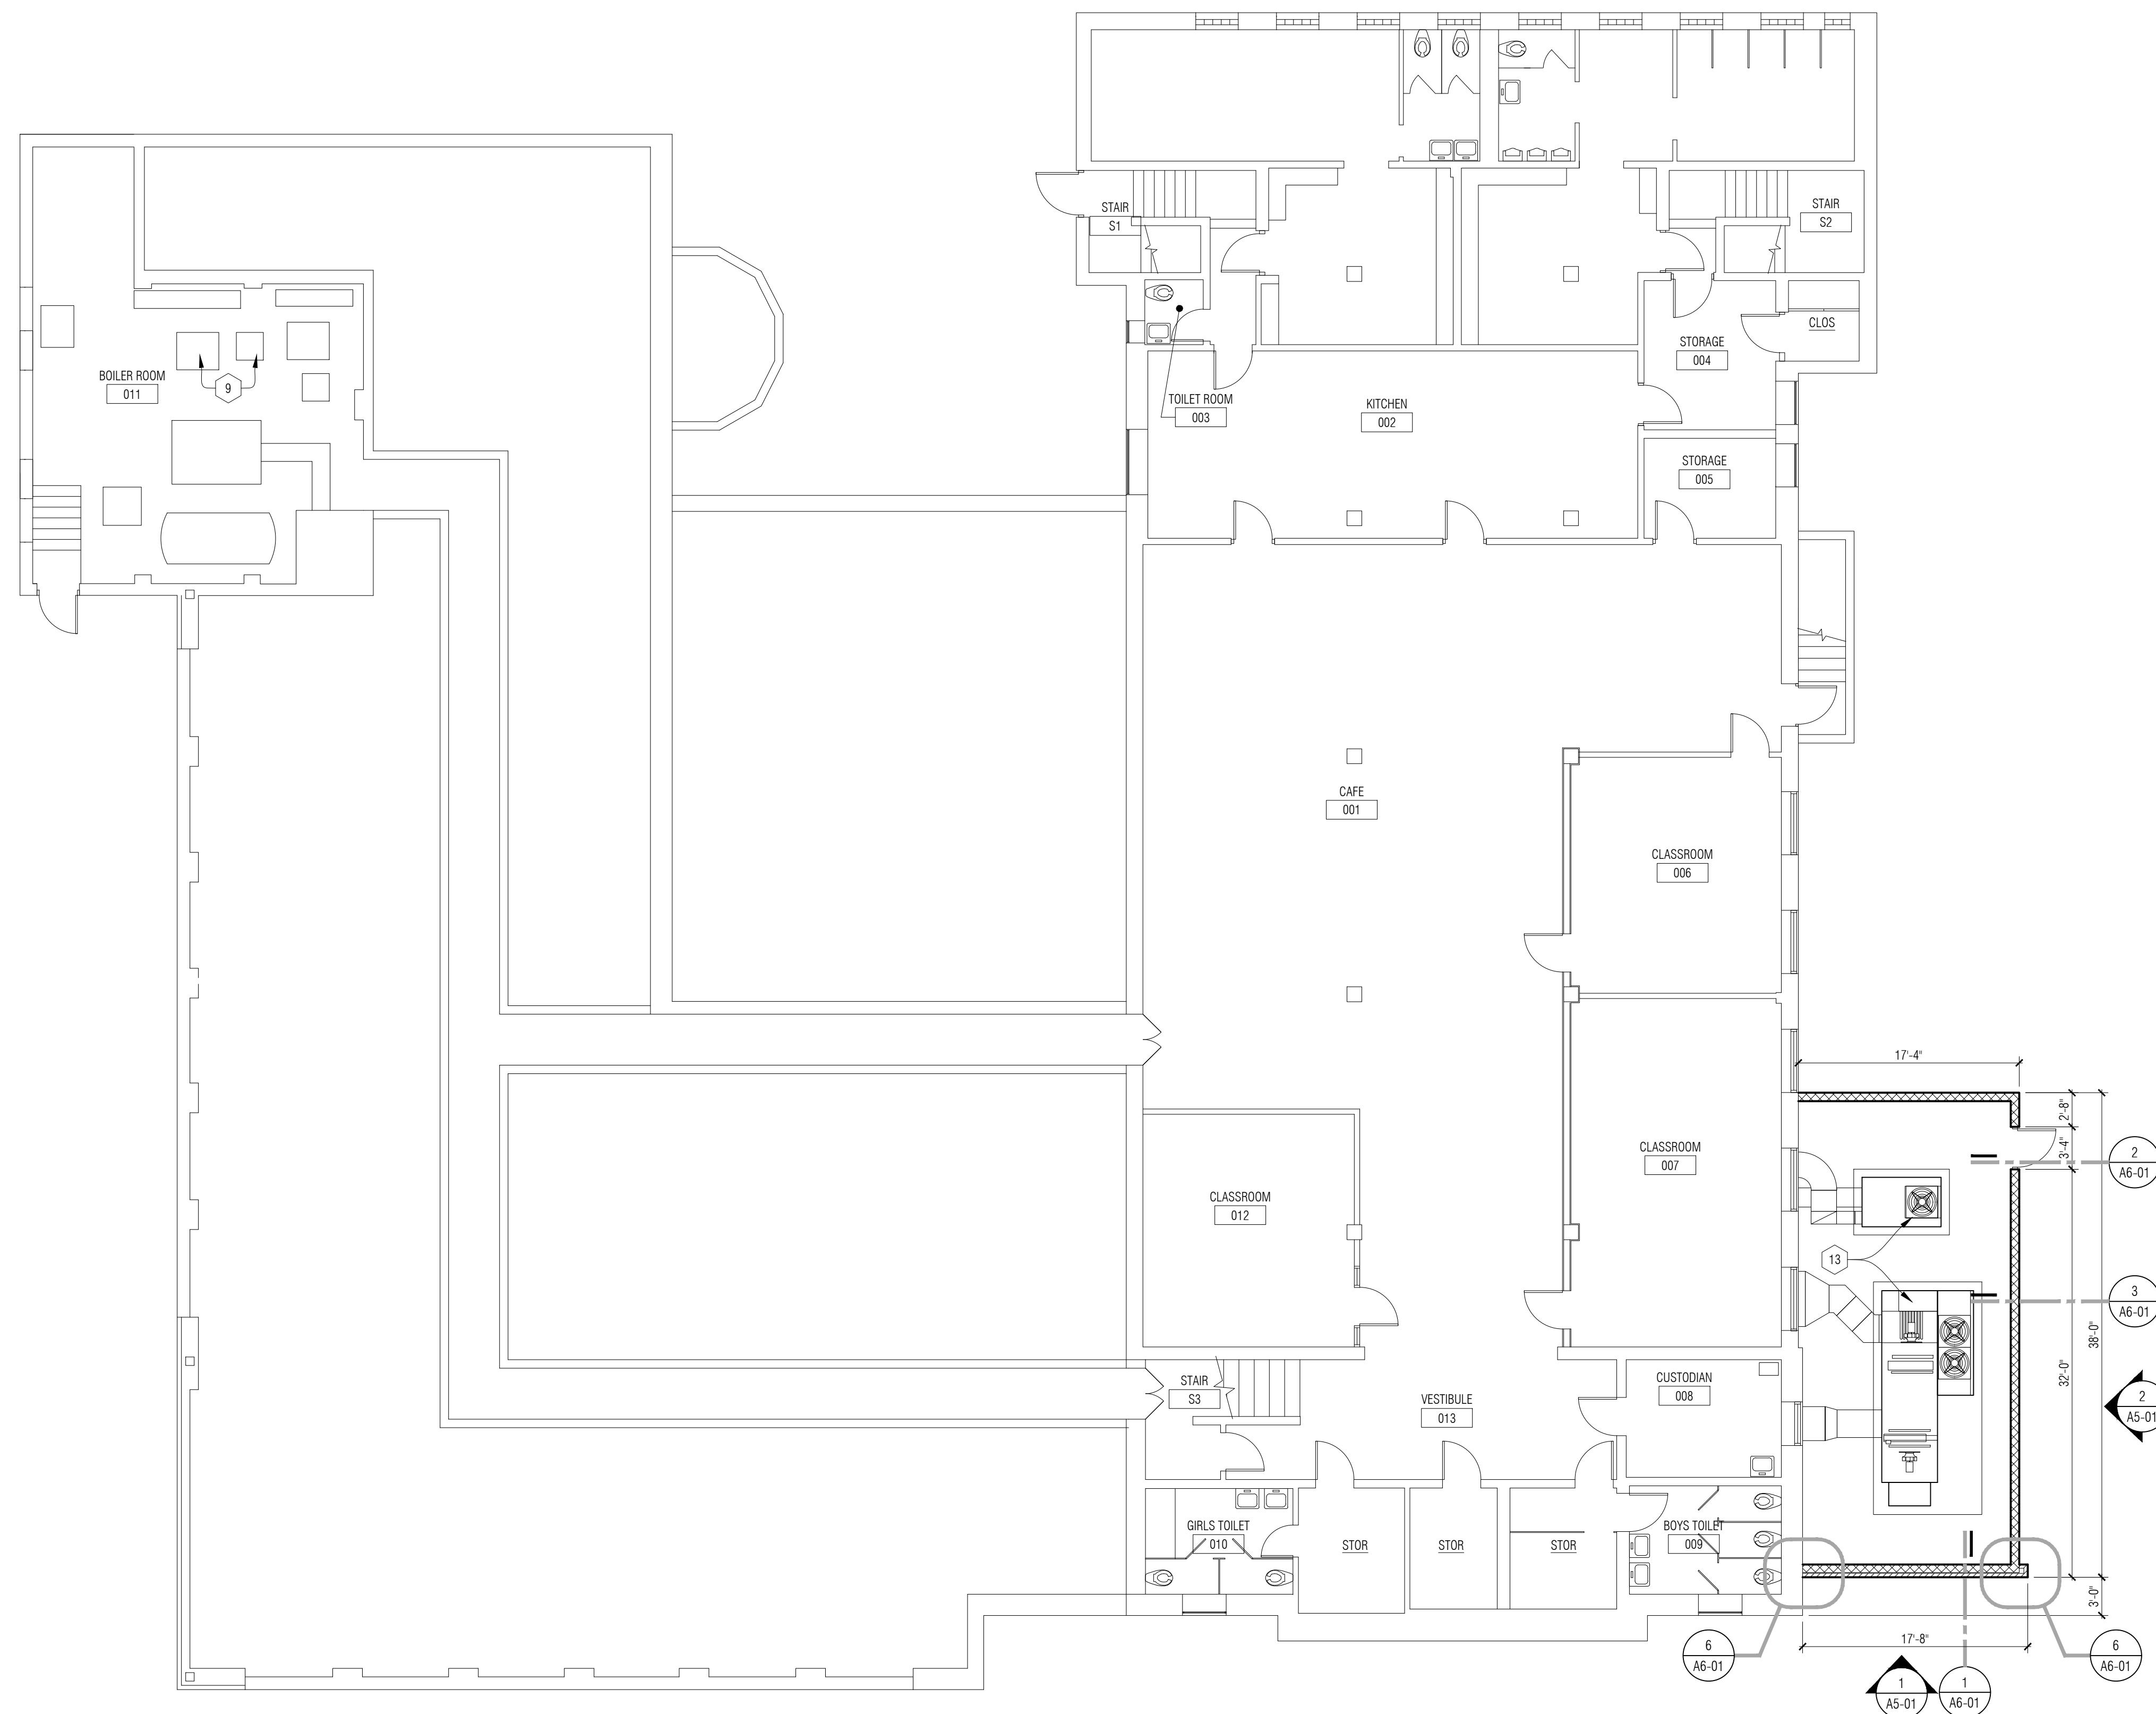 STAIR
S1
STAIR
S2
CLOS
STORAGE
004
BOILER ROOM
011
9
TOILET ROOM
003
KITCHEN
002
STORAGE
005
CAFE
001
CLASSROOM
006
17'-4"
2'-8"
3'-4"
2
A6-01
CLASSROOM
007
CLASSROOM
012
13
3
A6-01
38'-0"
32'-0"
STAIR
S3
CUSTODIAN
008
VESTIBULE
013
2
A5-01
GIRLS TOILET
010
STOR
STOR
STOR
BOYS TOILET
009
3'-0"
17'-8"
6
A6-01
6
A6-01
1
A5-01
1
A6-01